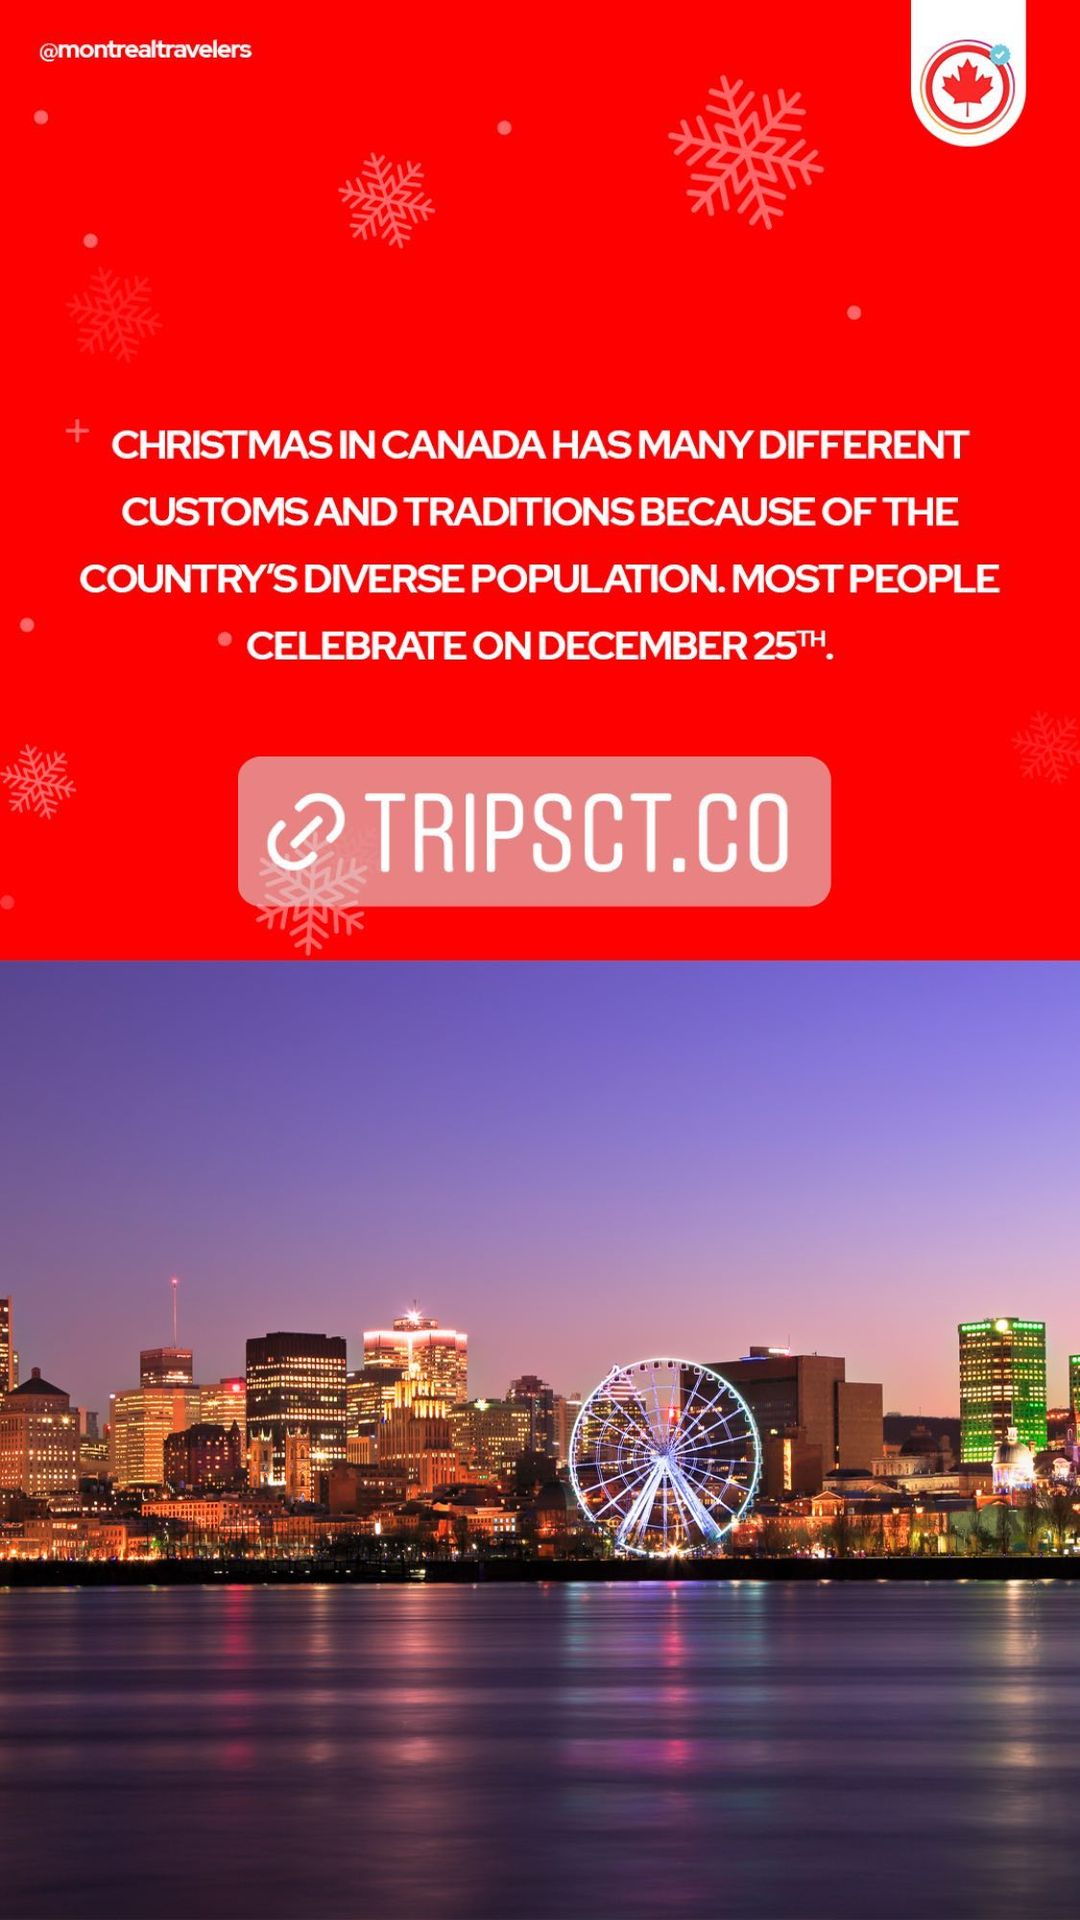 @montrealtravelers
CHRISTMAS IN CANADA HAS MANY DIFFERENT
CUSTOMS AND TRADITIONS BECAUSE OF THE
COUNTRY'S DIVERSE POPULATION. MOST PEOPLE
CELEBRATE ON DECEMBER 25TH.
TRIPSCT.CO